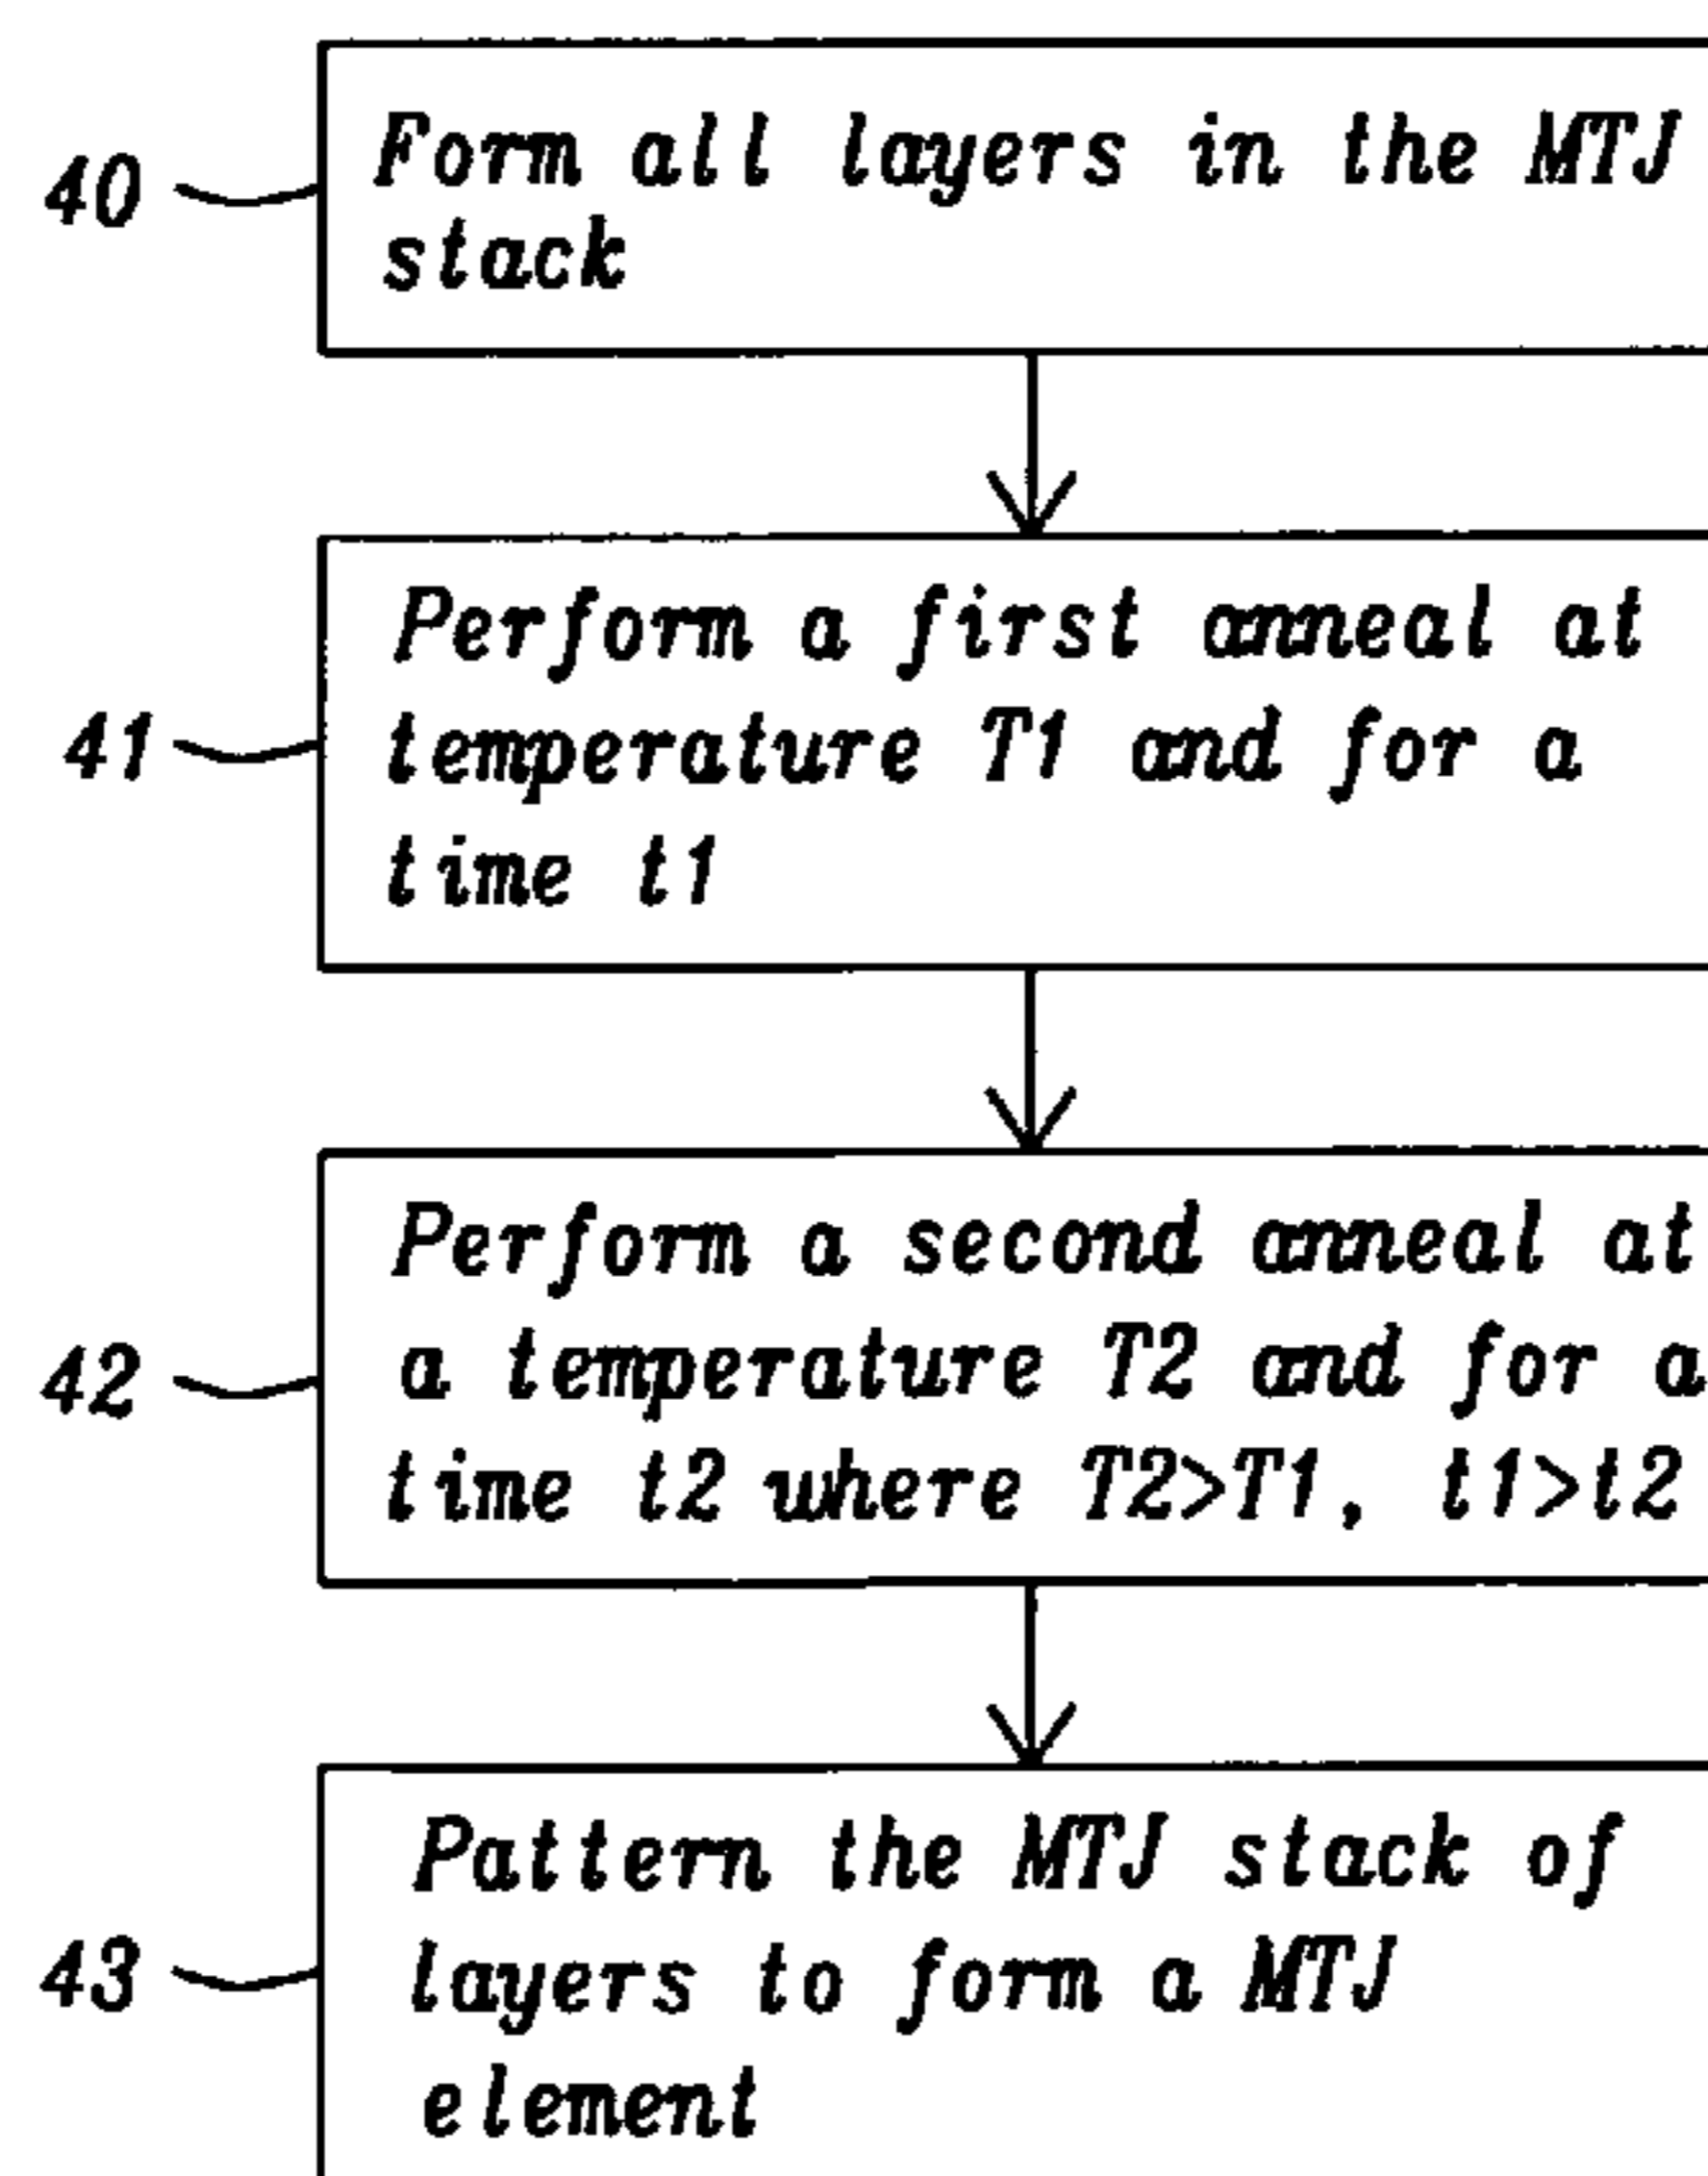 40
Form all layers in the MTJ
stack
41
Perform a first anneal at
temperature T1 and for a
time t1
42
Perform a second anneal at
a temperature T2 and for a
time t2 where T2>T1, t1>t2
43
Pattern the MTJ stack of
layers to form a MTJ
element